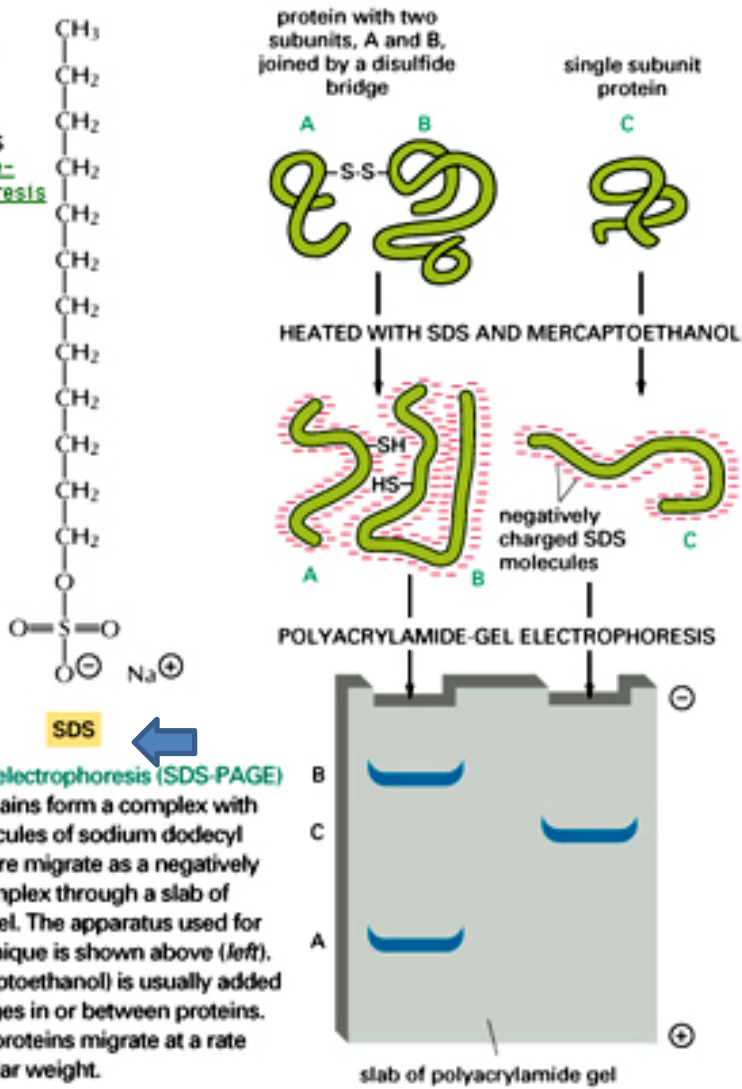 CH3
CH2
CH2
CH2
CH2
CH2
CH2
CH2
CH2
CH2
CH2
CH2
O
O=S=O
O⊖ Na⊕
SDS
resis
electrophoresis (SDS-PAGE)
ains form a complex with
cules of sodium dodecyl
re migrate as a negatively
nplex through a slab of
el. The apparatus used for
nique is shown above (left).
ptoethanol) is usually added
ges in or between proteins.
proteins migrate at a rate
lar weight.
protein with two
subunits, A and B,
joined by a disulfide
bridge
single subunit
protein
A B C
S-S
HEATED WITH SDS AND MERCAPTOETHANOL
SH
HS
negatively
charged SDS
molecules
A B C
POLYACRYLAMIDE-GEL ELECTROPHORESIS
⊖
B
C
A
⊕
slab of polyacrylamide gel